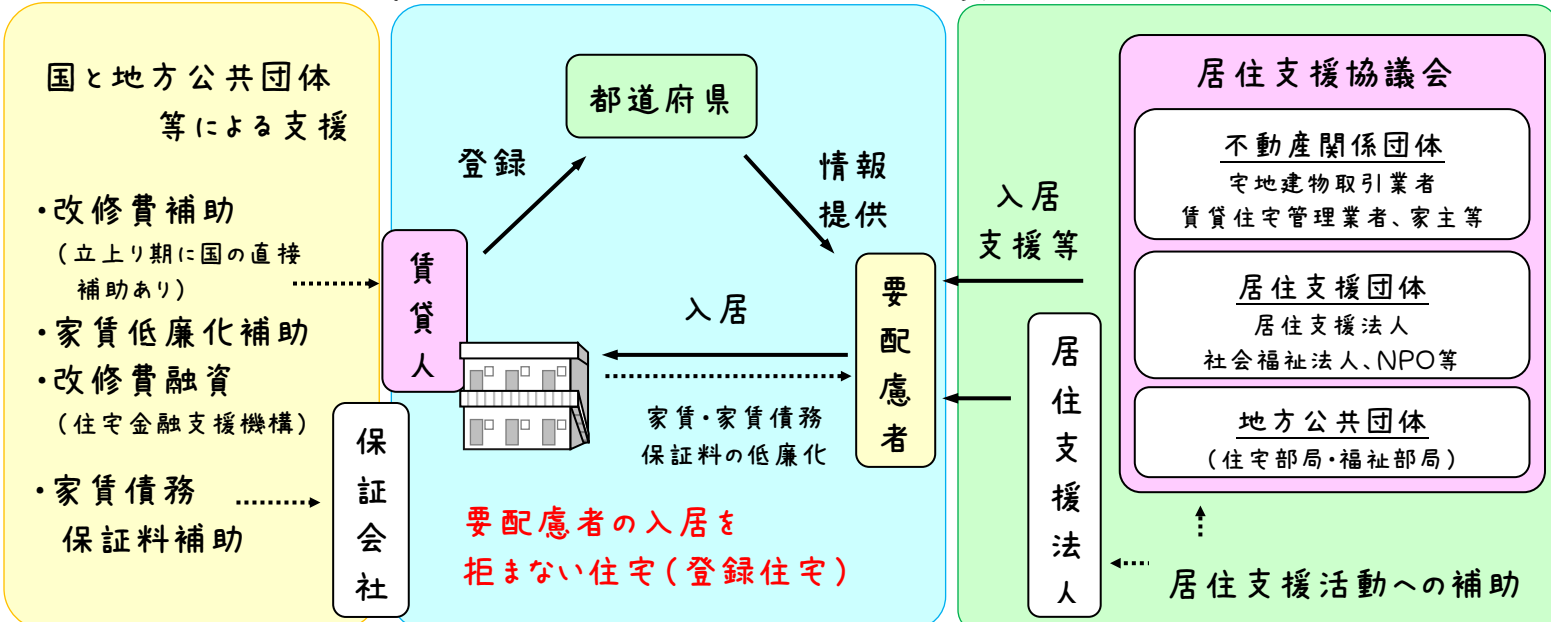 国と地方公共団体
等による支援
・改修費補助
(立上り期に国の直接
補助あり)
・家賃低廉化補助
・改修費融資
(住宅金融支援機構)
・家賃債務
保証料補助
保証会社
賃貸人
都道府県
登録
情報
提供
入居
家賃・家賃債務
保証料の低廉化
要配慮者
要配慮者の入居を
拒まない住宅(登録住宅)
入居
支援等
居住支援法人
居住支援協議会
不動産関係団体
宅地建物取引業者
賃貸住宅管理業者、家主等
居住支援団体
居住支援法人
社会福祉法人、NPO等
地方公共団体
(住宅部局・福祉部局)
居住支援活動への補助